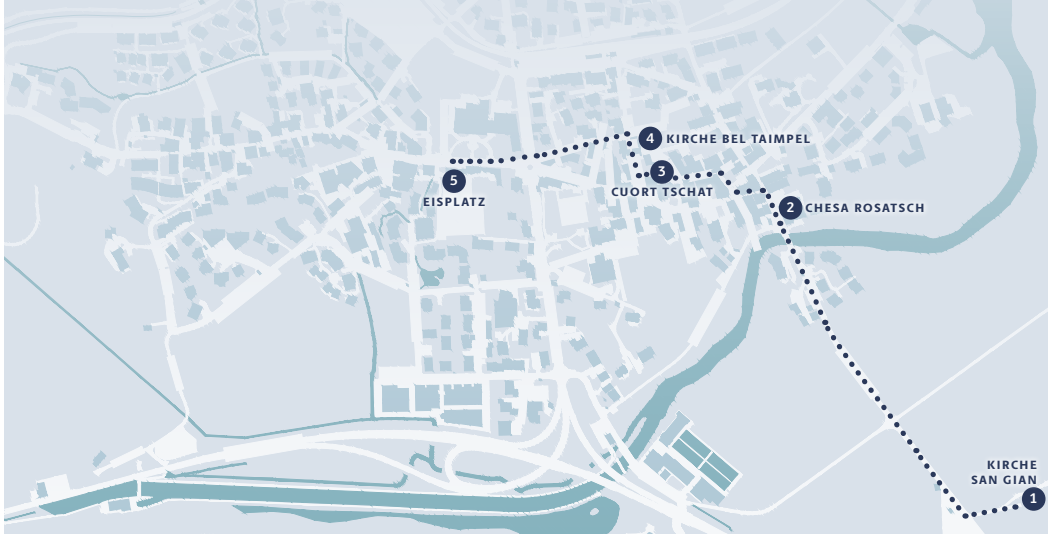 4 KIRCHE BEL TAIMPEL
3
CUORT TSCHAT
5
EISPLATZ
2 CHESA ROSATSCH
KIRCHE
SAN GIAN
1